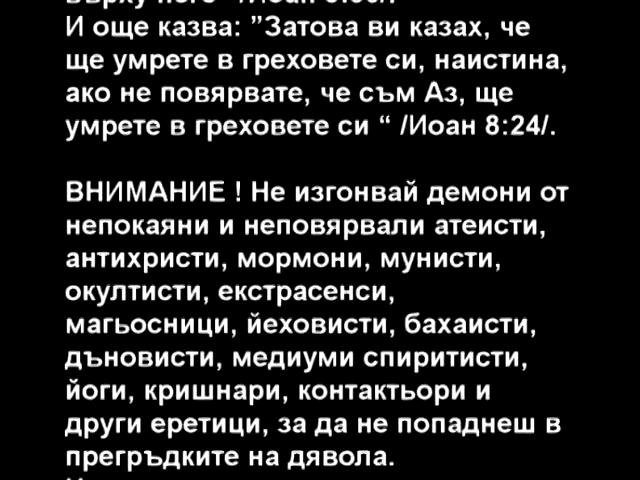 И още казва: ”Затова ви казах, че
ще умрете в греховете си, наистина,
ако не повярвате, че съм Аз, ще
умрете в греховете си “ /Иоан 8:24/.
ВНИМАНИЕ ! Не изгонвай демони от
непокаяни и неповярвали атеисти,
антихристи, мормони, мунисти,
окултисти, екстрасенси,
магьосници, йеховисти, бахаисти,
дъновисти, медиуми спиритисти,
йоги, кришнари, контактьори и
други еретици, за да не попаднеш в
прегръдките на дявола.